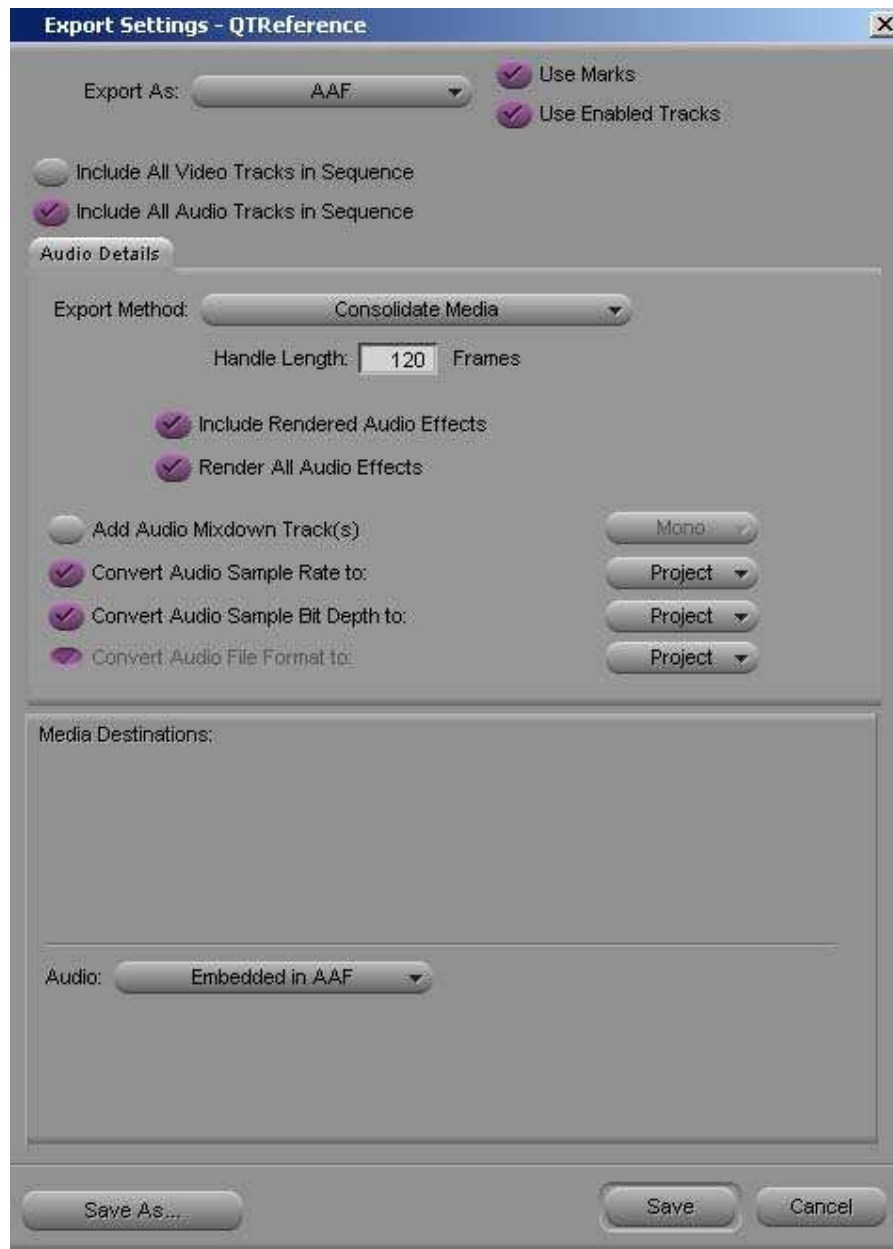 Export Settings - QTReference
Export As: AAF
Use Marks
Use Enabled Tracks
Include All Video Tracks in Sequence
Include All Audio Tracks in Sequence
Audio Details
Export Method: Consolidate Media
Handle Length: 120 Frames
Include Rendered Audio Effects
Render All Audio Effects
Add Audio Mixdown Track(s) Mono
Convert Audio Sample Rate to: Project
Convert Audio Sample Bit Depth to: Project
Convert Audio File Format to: Project
Media Destinations:
Audio: Embedded in AAF
Save As... Save Cancel